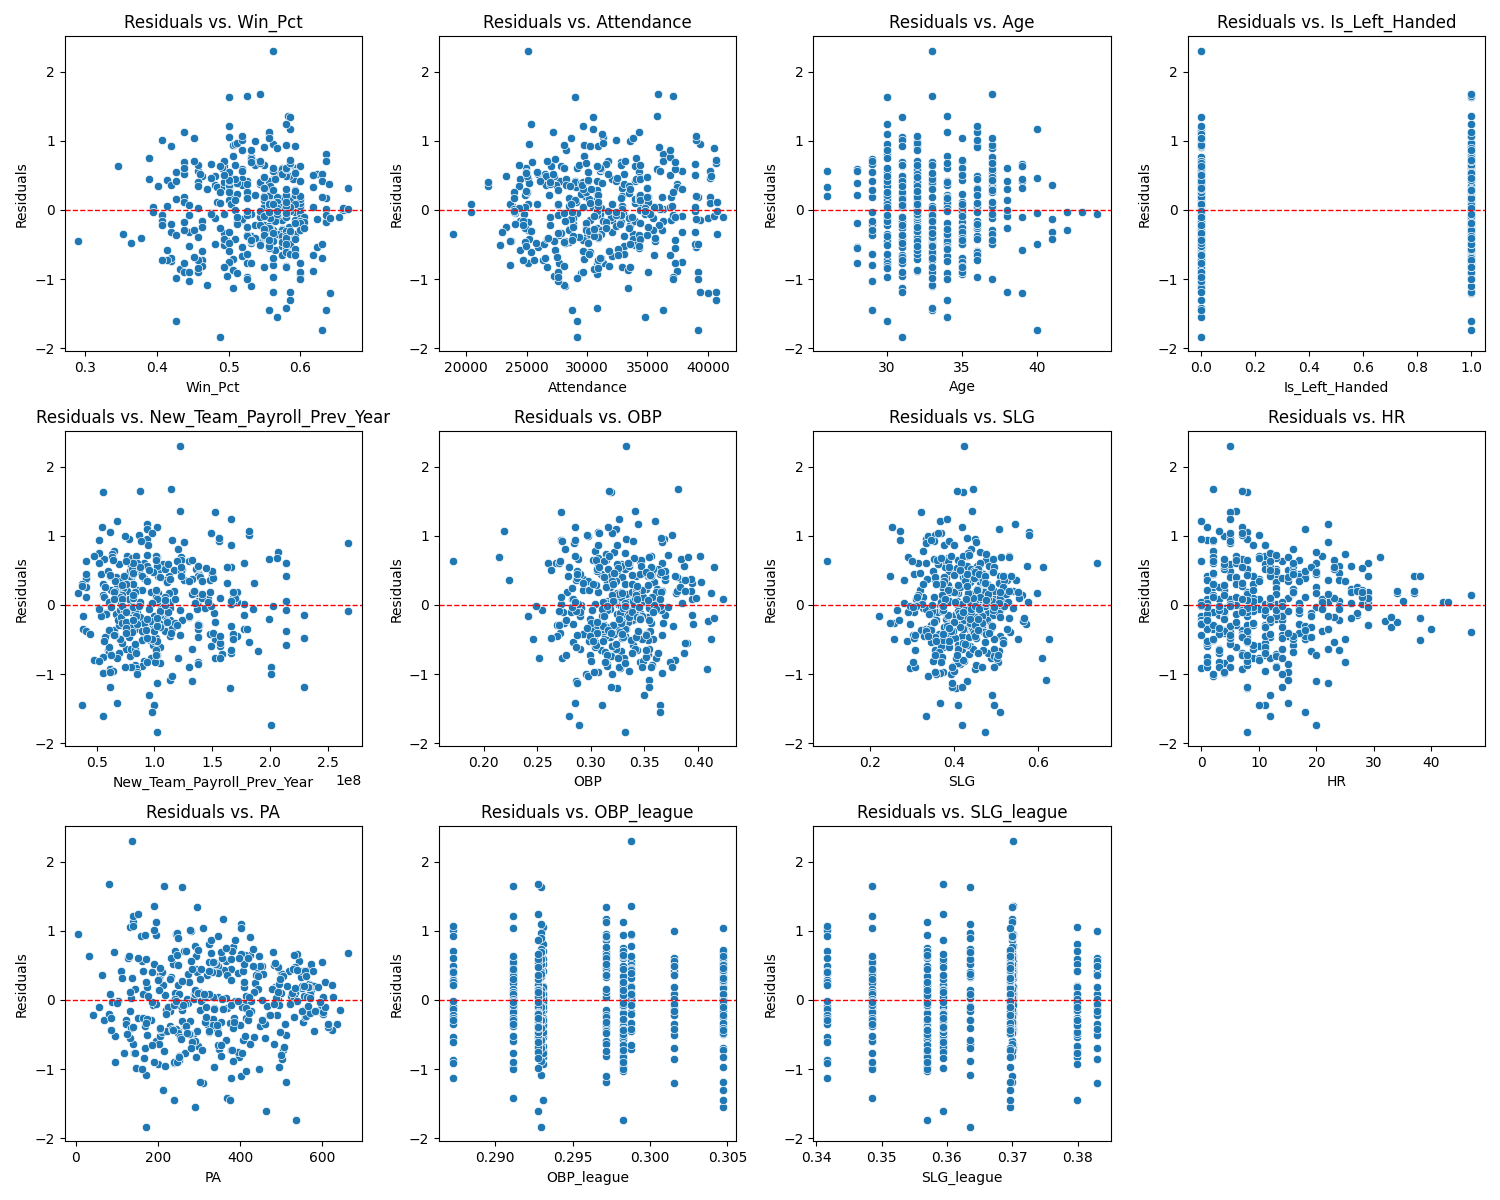 Residuals vs. Win_Pct
Residuals vs. Attendance
Residuals vs. Age
Residuals vs. Is_Left_Handed
Residuals
2
1
0
−1
−2
0.3 0.4 0.5 0.6
Win_Pct
Residuals
2
1
0
−1
−2
20000 25000 30000 35000 40000
Attendance
Residuals
2
1
0
−1
−2
30 35 40
Age
Residuals
2
1
0
−1
−2
0.0 0.2 0.4 0.6 0.8 1.0
Is_Left_Handed
Residuals vs. New_Team_Payroll_Prev_Year
Residuals vs. OBP
Residuals vs. SLG
Residuals vs. HR
Residuals
2
1
0
−1
−2
0.5 1.0 1.5 2.0 2.5
New_Team_Payroll_Prev_Year
1e8
Residuals
2
1
0
−1
−2
0.20 0.25 0.30 0.35 0.40
OBP
Residuals
2
1
0
−1
−2
0.2 0.4 0.6
SLG
Residuals
2
1
0
−1
−2
0 10 20 30 40
HR
Residuals vs. PA
Residuals vs. OBP_league
Residuals vs. SLG_league
Residuals
2
1
0
−1
−2
0 200 400 600
PA
Residuals
2
1
0
−1
−2
0.290 0.295 0.300 0.305
OBP_league
Residuals
2
1
0
−1
−2
0.34 0.35 0.36 0.37 0.38
SLG_league